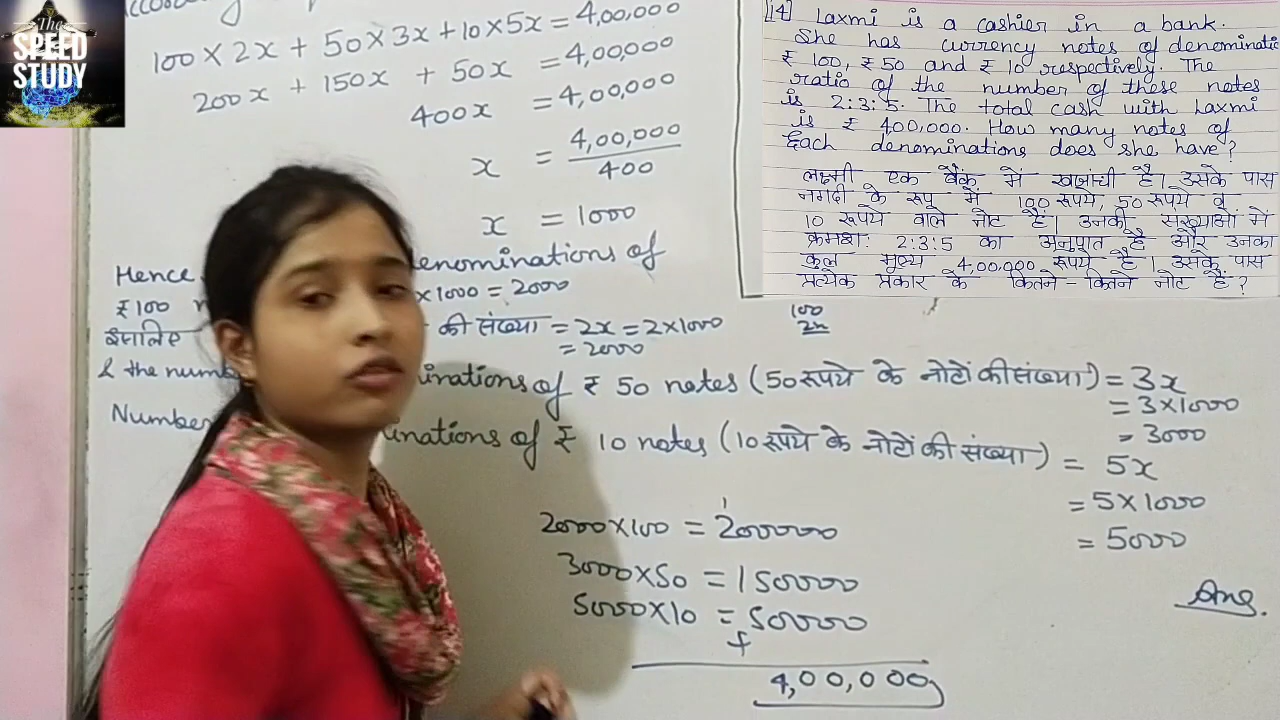 The
SPEED
STUDY
According
100 × 2x + 50 × 3x + 10 × 5x = 4,00,000
200x + 150x + 50x = 4,00,000
400x = 4,00,000
x = 4,00,000
400
x = 1000
Hence enominations of
₹100 ×1000 = 2000
इसलिए की संख्या = 2x = 2×1000
= 2000
& the numb inations of ₹ 50 notes (50 रूपये के नोटों की संख्या) = 3x
= 3×1000
= 3000
Number inations of ₹ 10 notes (10 रूपये के नोटों की संख्या) = 5x
= 5×1000
= 5000
100
2x
2000×100 = 200000
1
3000×50 = 150000
5000×10 = 50000
+
4,00,000
Ans.
[14] Laxmi is a cashier in a bank.
She has currency notes of denominati
₹ 100, ₹ 50 and ₹ 10 respectively. The
ratio of the number of these notes
is 2:3:5. The total cash with Laxmi
is ₹ 400,000. How many notes of
Each denominations does she have?
लक्ष्मी एक बैंक में खजांची है। उसके पास
नगदी के रूप में 100 रूपये, 50 रूपये व
10 रूपये वाले नोट हैं। उनकी संख्याओं में
क्रमशः 2:3:5 का अनुपात है और उनका
कुल मूल्य 4,00,000 रूपये है। उसके पास
प्रत्येक प्रकार के कितने-कितने नोट हैं?